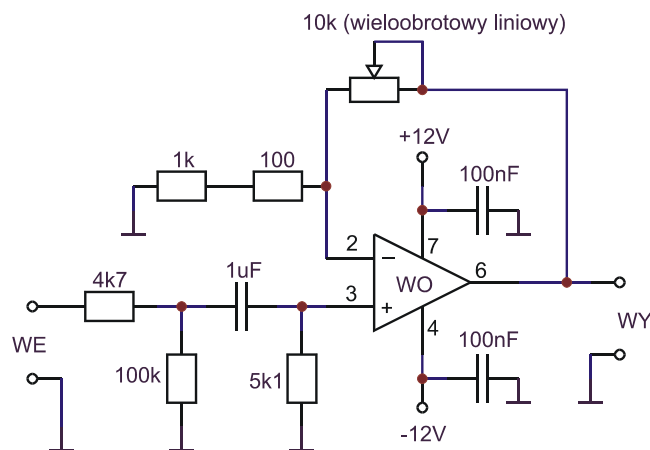 10k (wieloobrotowy liniowy)
+12V
1k
100
100nF
2
7
4k7
1uF
WO
6
3
4
WE
100k
5k1
100nF
WY
-12V